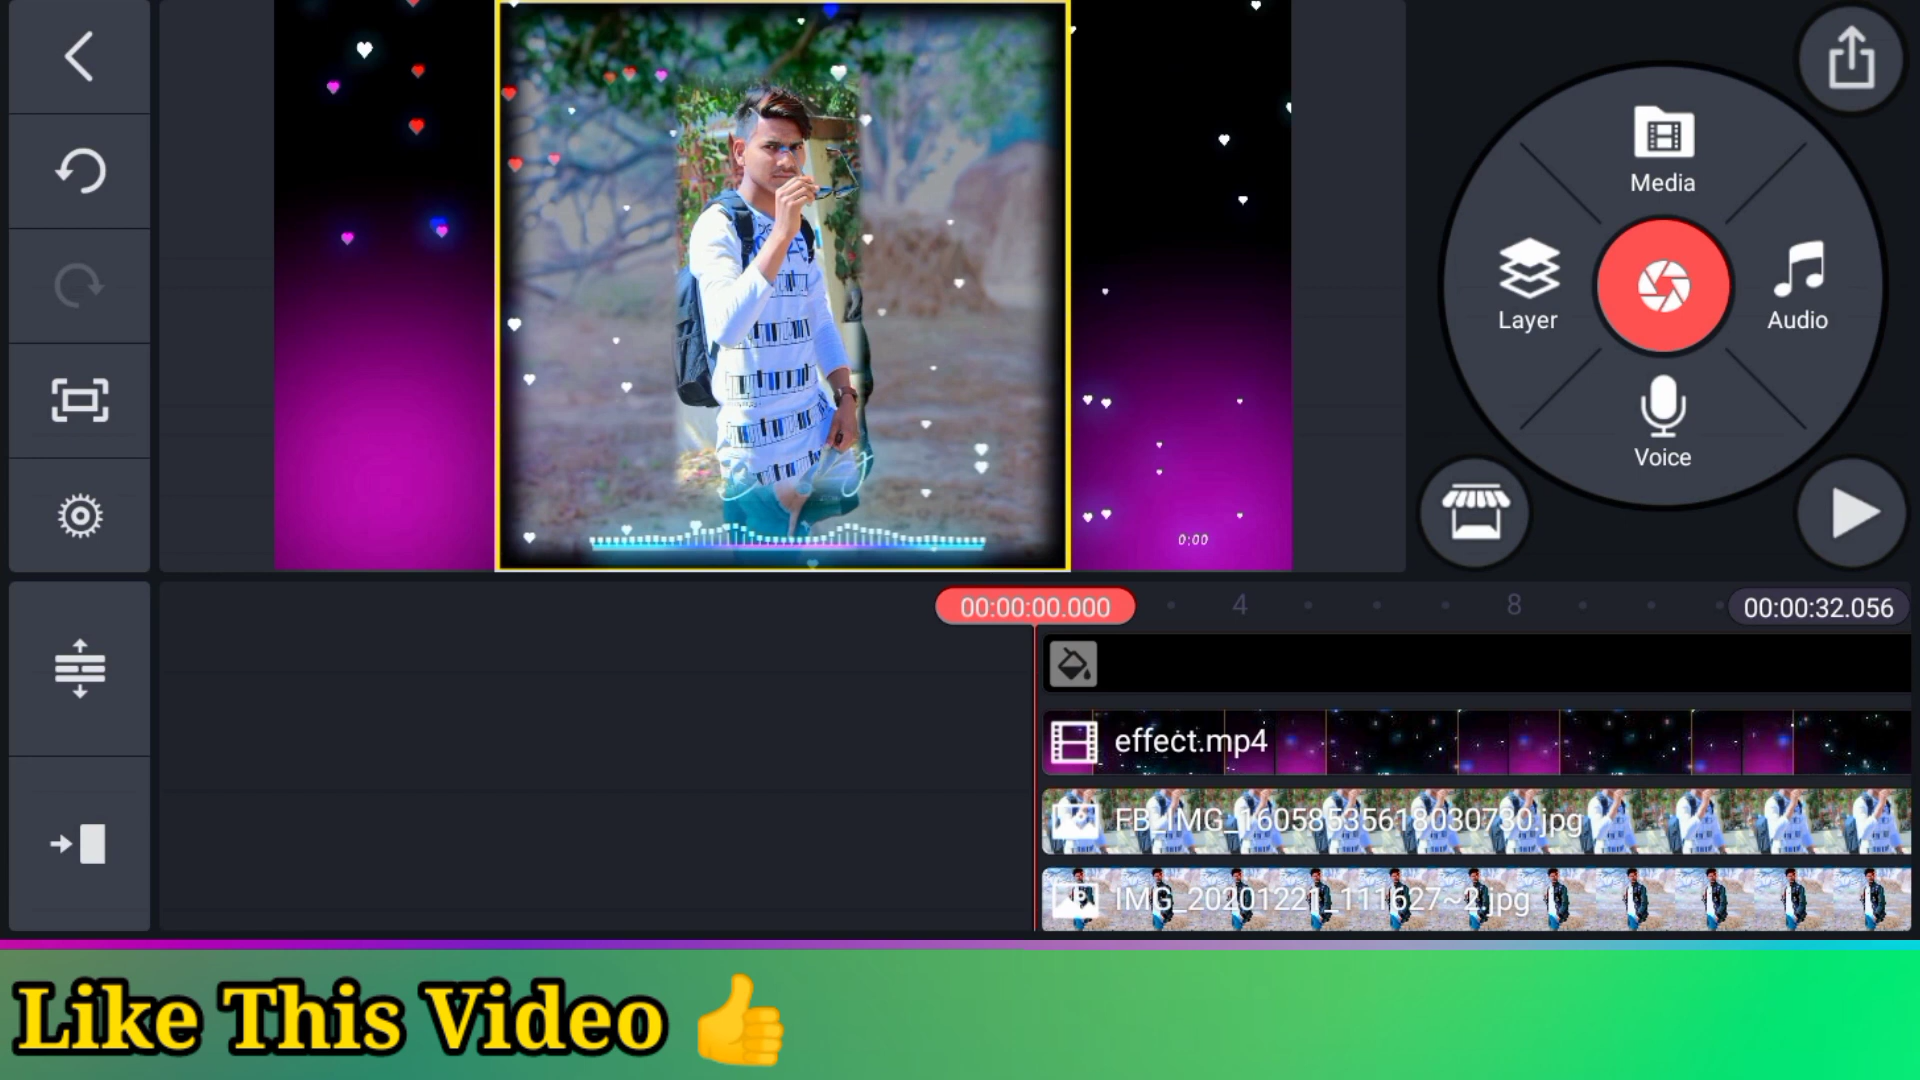 Media
Layer
Audio
Voice
0:00
00:00:00.000
4
8
00:00:32.056
effect.mp4
FB_IMG_16058535618030730.jpg
IMG_20201221_111627~2.jpg
Like This Video 👍